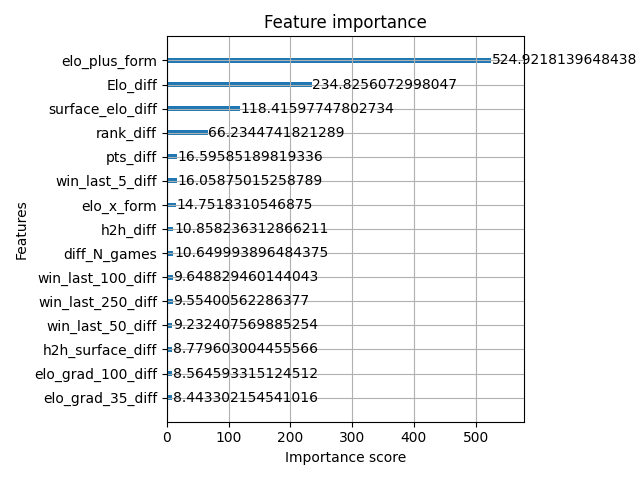 Feature importance
elo_plus_form 524.9218139648438
Elo_diff 234.8256072998047
surface_elo_diff 118.41597747802734
rank_diff 66.2344741821289
pts_diff 16.59585189819336
win_last_5_diff 16.05875015258789
elo_x_form 14.7518310546875
h2h_diff 10.858236312866211
diff_N_games 10.649993896484375
win_last_100_diff 9.648829460144043
win_last_250_diff 9.55400562286377
win_last_50_diff 9.232407569885254
h2h_surface_diff 8.779603004455566
elo_grad_100_diff 8.564593315124512
elo_grad_35_diff 8.443302154541016
Features
0 100 200 300 400 500
Importance score